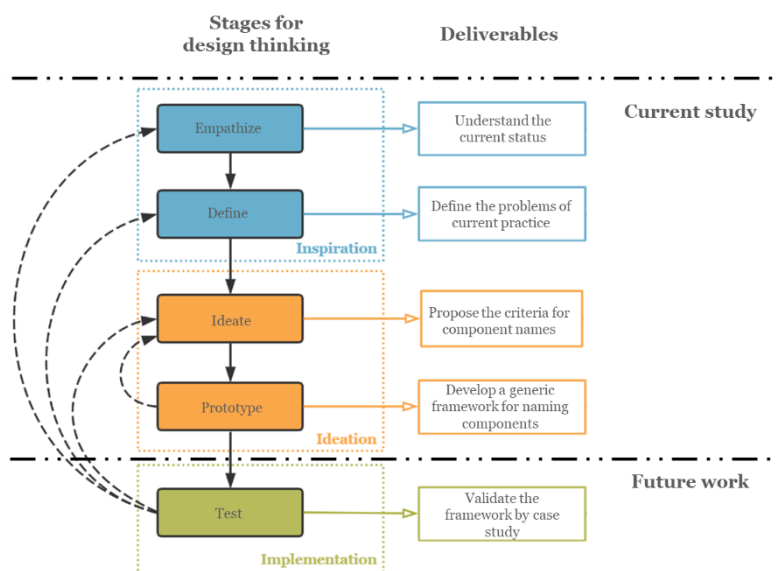 Stages for
design thinking
Deliverables
Current study
Empathize
Understand the
current status
Define
Define the problems of
current practice
Inspiration
Ideate
Propose the criteria for
component names
Prototype
Develop a generic
framework for naming
components
Ideation
Future work
Test
Validate the
framework by case
study
Implementation